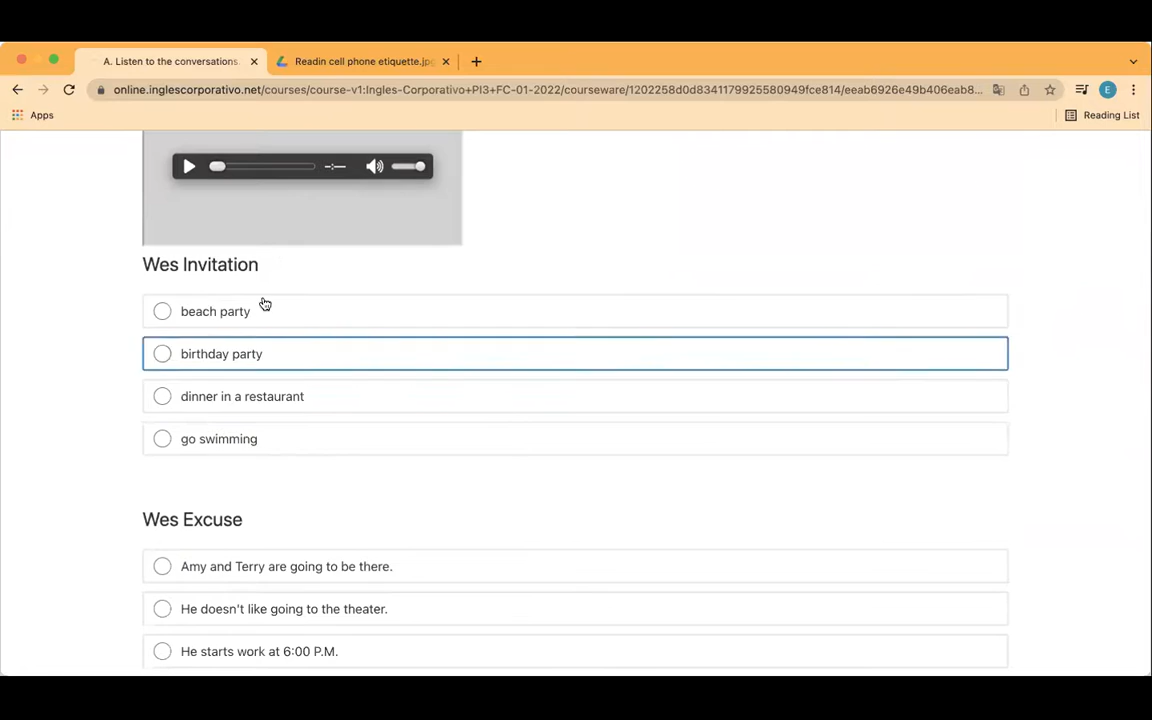 A. Listen to the conversations.
Readin cell phone etiquette.jpg
online.inglescorporativo.net/courses/course-v1:Ingles-Corporativo+PI3+FC-01-2022/courseware/1202258d0d8341179925580949fce814/eeab6926e49b406eab8...
E
Apps
Reading List
Wes Invitation
beach party
birthday party
dinner in a restaurant
go swimming
Wes Excuse
Amy and Terry are going to be there.
He doesn't like going to the theater.
He starts work at 6:00 P.M.